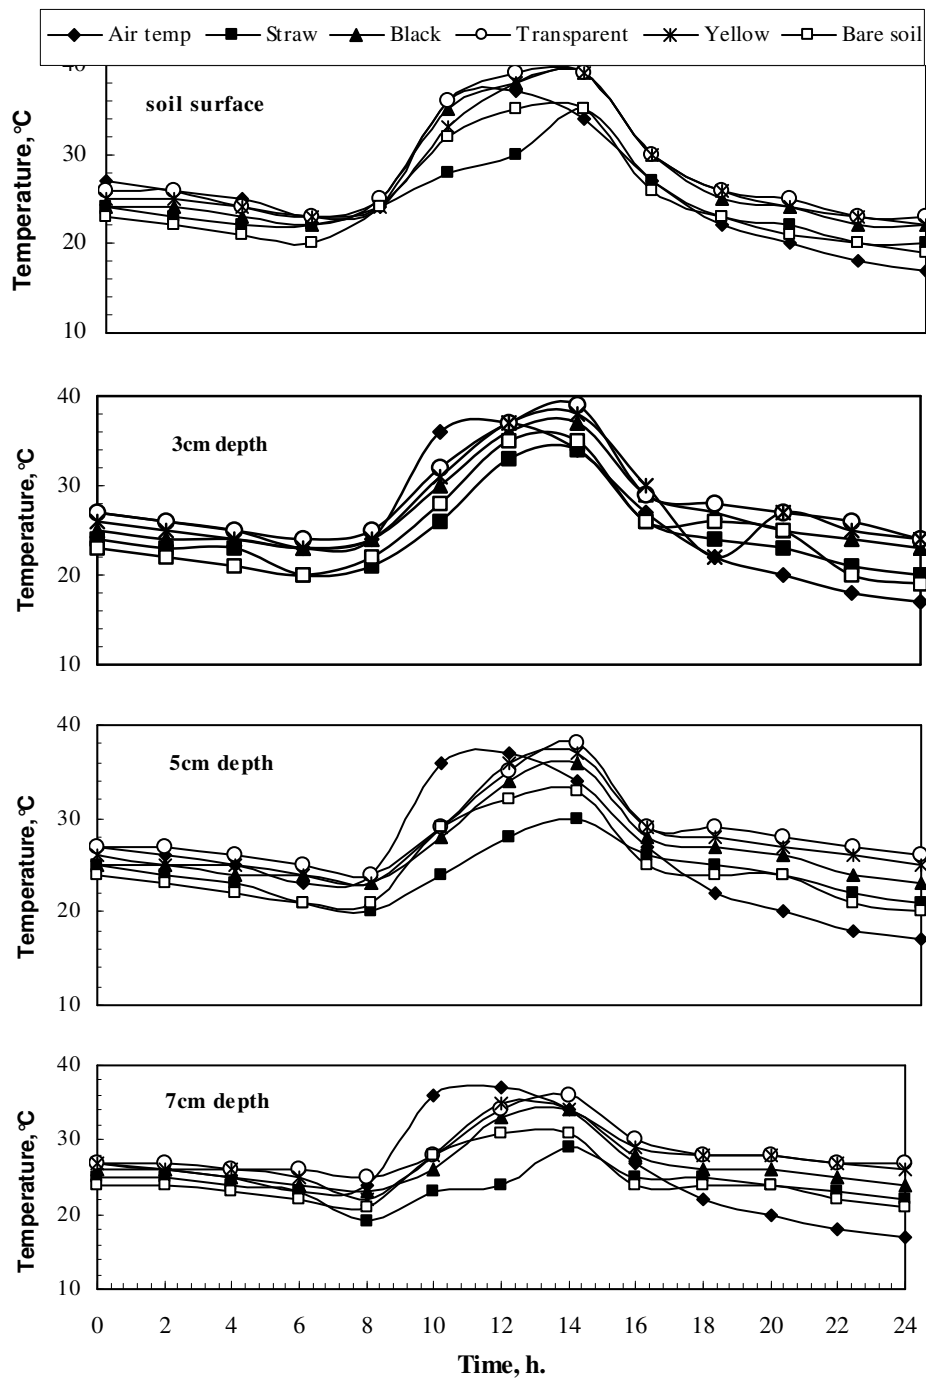 Air temp Straw Black Transparent Yellow Bare soil
40
soil surface
30
20
10
Temperature,°C
40
3cm depth
30
20
10
Temperature,°C
40
5cm depth
30
20
10
Temperature,°C
40
7cm depth
30
20
10
Temperature,°C
0 2 4 6 8 10 12 14 16 18 20 22 24
Time, h.